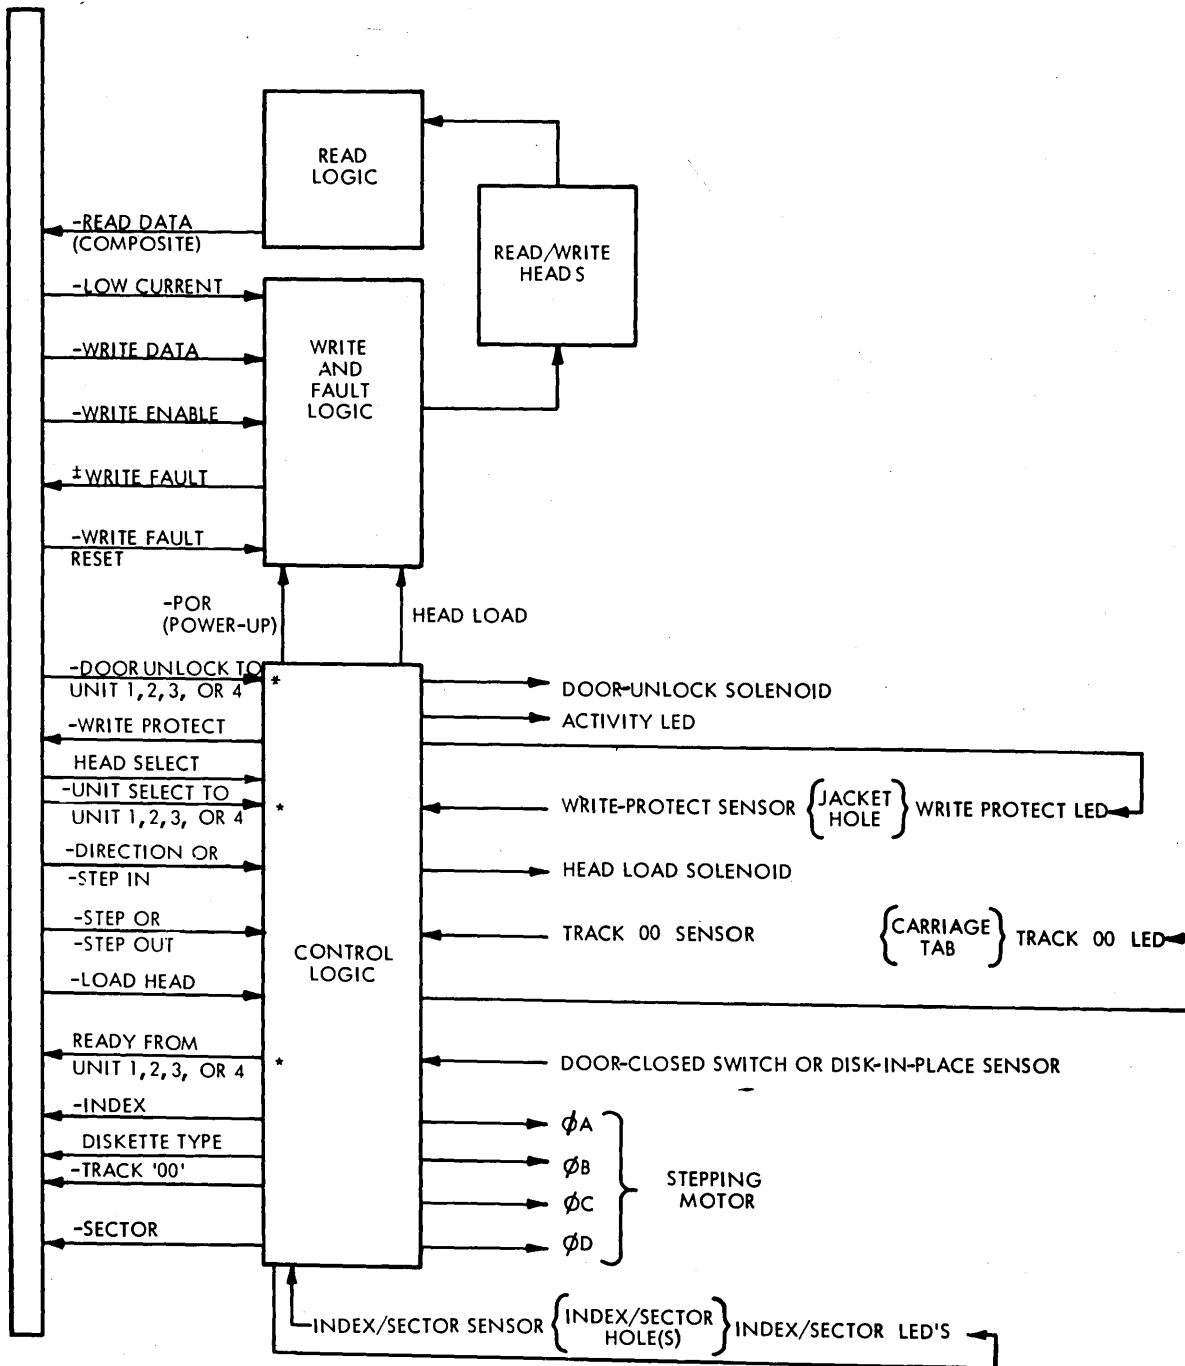 READ
LOGIC
READ/WRITE
HEADS
-READ DATA
(COMPOSITE)
-LOW CURRENT
-WRITE DATA
-WRITE ENABLE
±WRITE FAULT
-WRITE FAULT
RESET
WRITE
AND
FAULT
LOGIC
-POR
(POWER-UP)
HEAD LOAD
-DOOR UNLOCK TO
UNIT 1,2,3, OR 4
*
-WRITE PROTECT
HEAD SELECT
-UNIT SELECT TO
UNIT 1,2,3, OR 4
*
-DIRECTION OR
-STEP IN
-STEP OR
-STEP OUT
-LOAD HEAD
READY FROM
UNIT 1,2,3, OR 4
*
-INDEX
DISKETTE TYPE
-TRACK '00'
-SECTOR
CONTROL
LOGIC
DOOR-UNLOCK SOLENOID
ACTIVITY LED
WRITE-PROTECT SENSOR
JACKET
HOLE
WRITE PROTECT LED
HEAD LOAD SOLENOID
TRACK 00 SENSOR
CARRIAGE
TAB
TRACK 00 LED
DOOR-CLOSED SWITCH OR DISK-IN-PLACE SENSOR
ØA
ØB
ØC
ØD
STEPPING
MOTOR
INDEX/SECTOR SENSOR
INDEX/SECTOR
HOLE(S)
INDEX/SECTOR LED'S